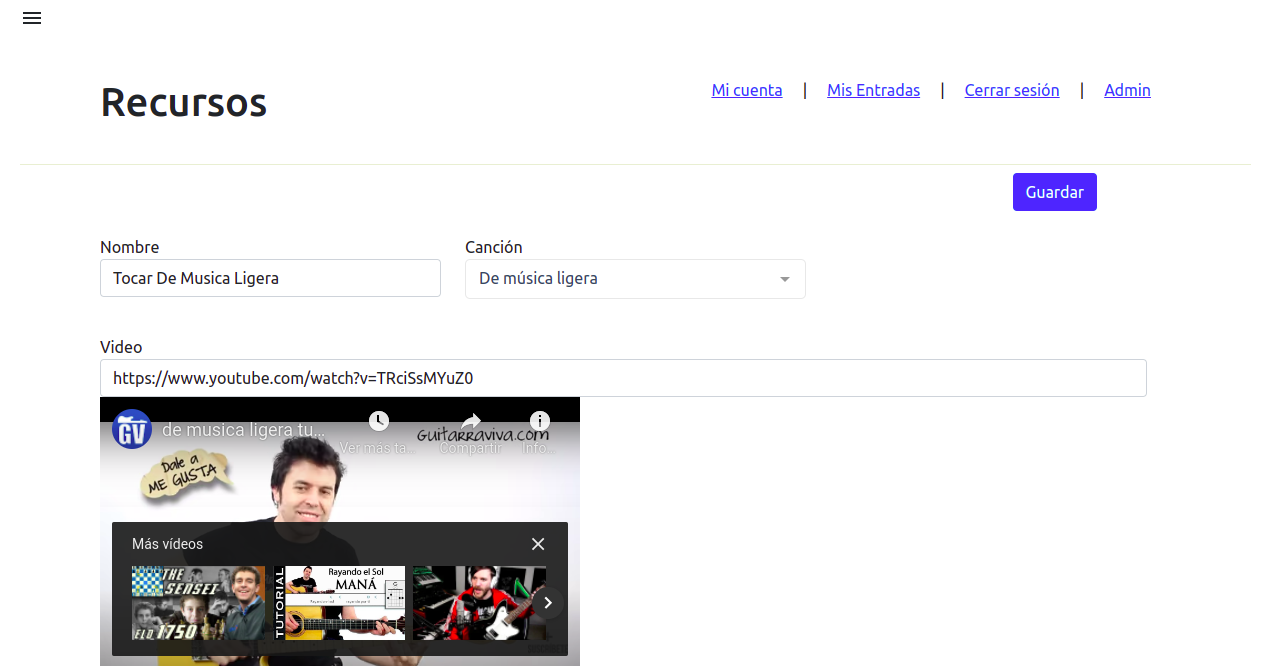 Recursos
Mi cuenta | Mis Entradas | Cerrar sesión | Admin
Guardar
Nombre
Tocar De Musica Ligera
Canción
De música ligera
Video
https://www.youtube.com/watch?v=TRciSsMYuZ0
GV
de musica ligera tu...
Ver más ta...
Compartir
Info...
Guitarraviva.com
Dale a
ME GUSTA
Más vídeos
THE
SENSEI
ELO 1750
TUTORIAL
Rayando el Sol
MANÁ